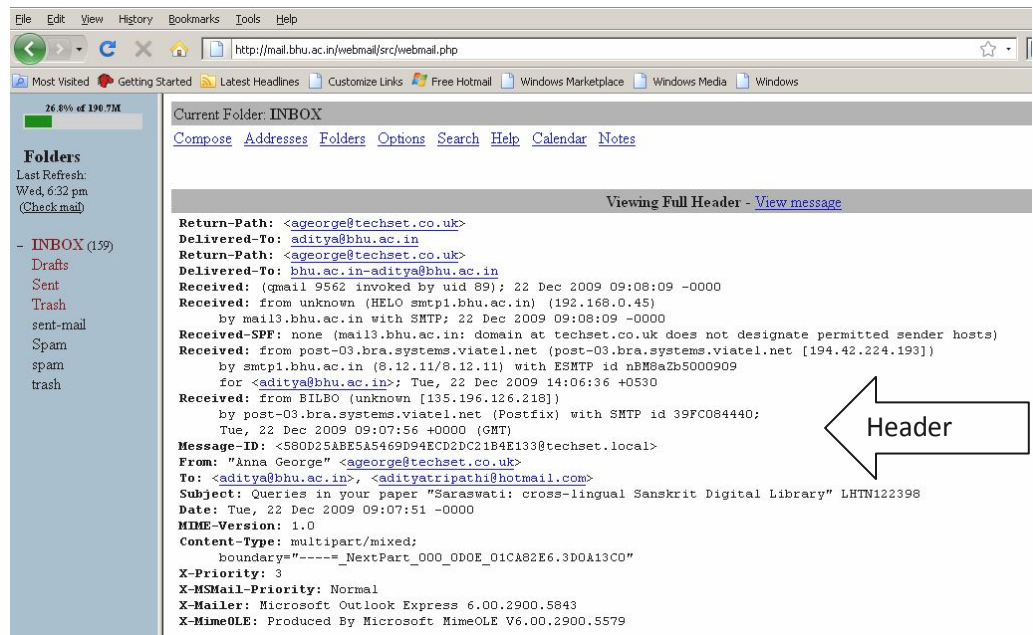 File Edit View History Bookmarks Tools Help
http://mail.bhu.ac.in/webmail/src/webmail.php
Most Visited Getting Started Latest Headlines Customize Links Free Hotmail Windows Marketplace Windows Media Windows
26.8% of 190.7M
Folders
Last Refresh:
Wed, 6:32 pm
(Check mail)
- INBOX (159)
Drafts
Sent
Trash
sent-mail
Spam
spam
trash
Current Folder: INBOX
Compose Addresses Folders Options Search Help Calendar Notes
Viewing Full Header - View message
Return-Path: <ageorge@techset.co.uk>
Delivered-To: aditya@bhu.ac.in
Return-Path: <ageorge@techset.co.uk>
Delivered-To: bhu.ac.in-aditya@bhu.ac.in
Received: (qmail 9562 invoked by uid 89); 22 Dec 2009 09:08:09 -0000
Received: from unknown (HELO smtp1.bhu.ac.in) (192.168.0.45)
by mail3.bhu.ac.in with SMTP; 22 Dec 2009 09:08:09 -0000
Received-SPF: none (mail3.bhu.ac.in: domain at techset.co.uk does not designate permitted sender hosts)
Received: from post-03.bra.systems.viatel.net (post-03.bra.systems.viatel.net [194.42.224.193])
by smtp1.bhu.ac.in (8.12.11/8.12.11) with ESMTP id nBM8aZb5000909
for <aditya@bhu.ac.in>; Tue, 22 Dec 2009 14:06:36 +0530
Received: from BILBO (unknown [135.196.126.218])
by post-03.bra.systems.viatel.net (Postfix) with SMTP id 39FC084440;
Tue, 22 Dec 2009 09:07:56 +0000 (GMT)
Message-ID: <580D25ABE5A5469D94ECD2DC21B4E133@techset.local>
From: "Anna George" <ageorge@techset.co.uk>
To: <aditya@bhu.ac.in>, <adityatripathi@hotmail.com>
Subject: Queries in your paper "Saraswati: cross-lingual Sanskrit Digital Library" LHTN122398
Date: Tue, 22 Dec 2009 09:07:51 -0000
MIME-Version: 1.0
Content-Type: multipart/mixed;
boundary="----=_NextPart_000_0D0E_01CA82E6.3D0A13C0"
X-Priority: 3
X-MSMail-Priority: Normal
X-Mailer: Microsoft Outlook Express 6.00.2900.5843
X-MimeOLE: Produced By Microsoft MimeOLE V6.00.2900.5579
Header